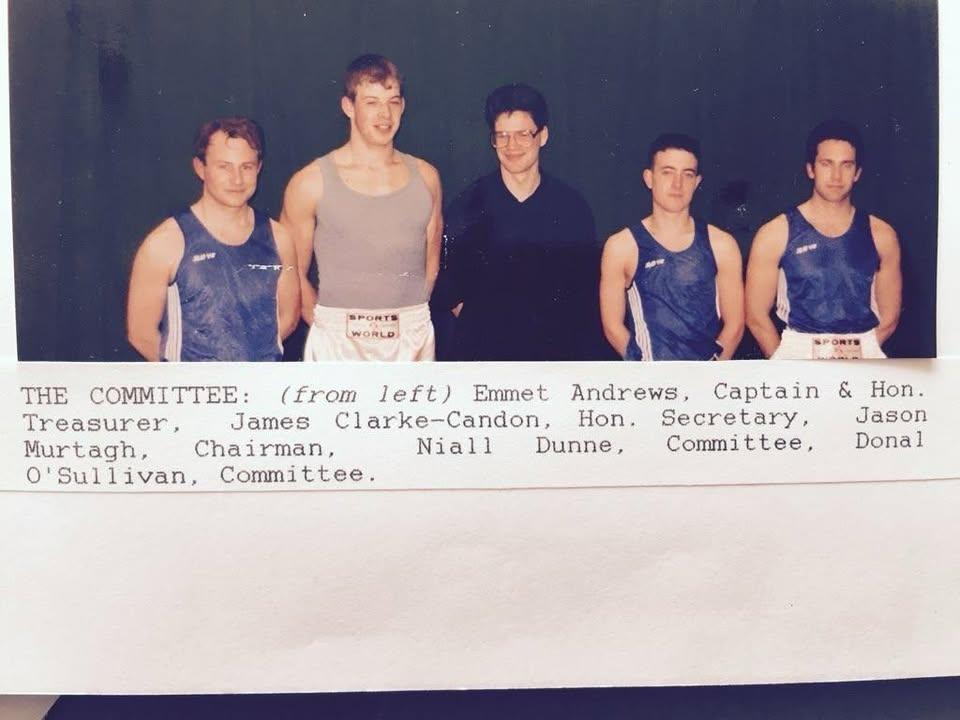 SPORTS
WORLD
SPORTS
WORLD
THE COMMITTEE: (from left) Emmet Andrews, Captain & Hon.
Treasurer, James Clarke-Candon, Hon. Secretary, Jason
Murtagh, Chairman, Niall Dunne, Committee, Donal
O'Sullivan, Committee.